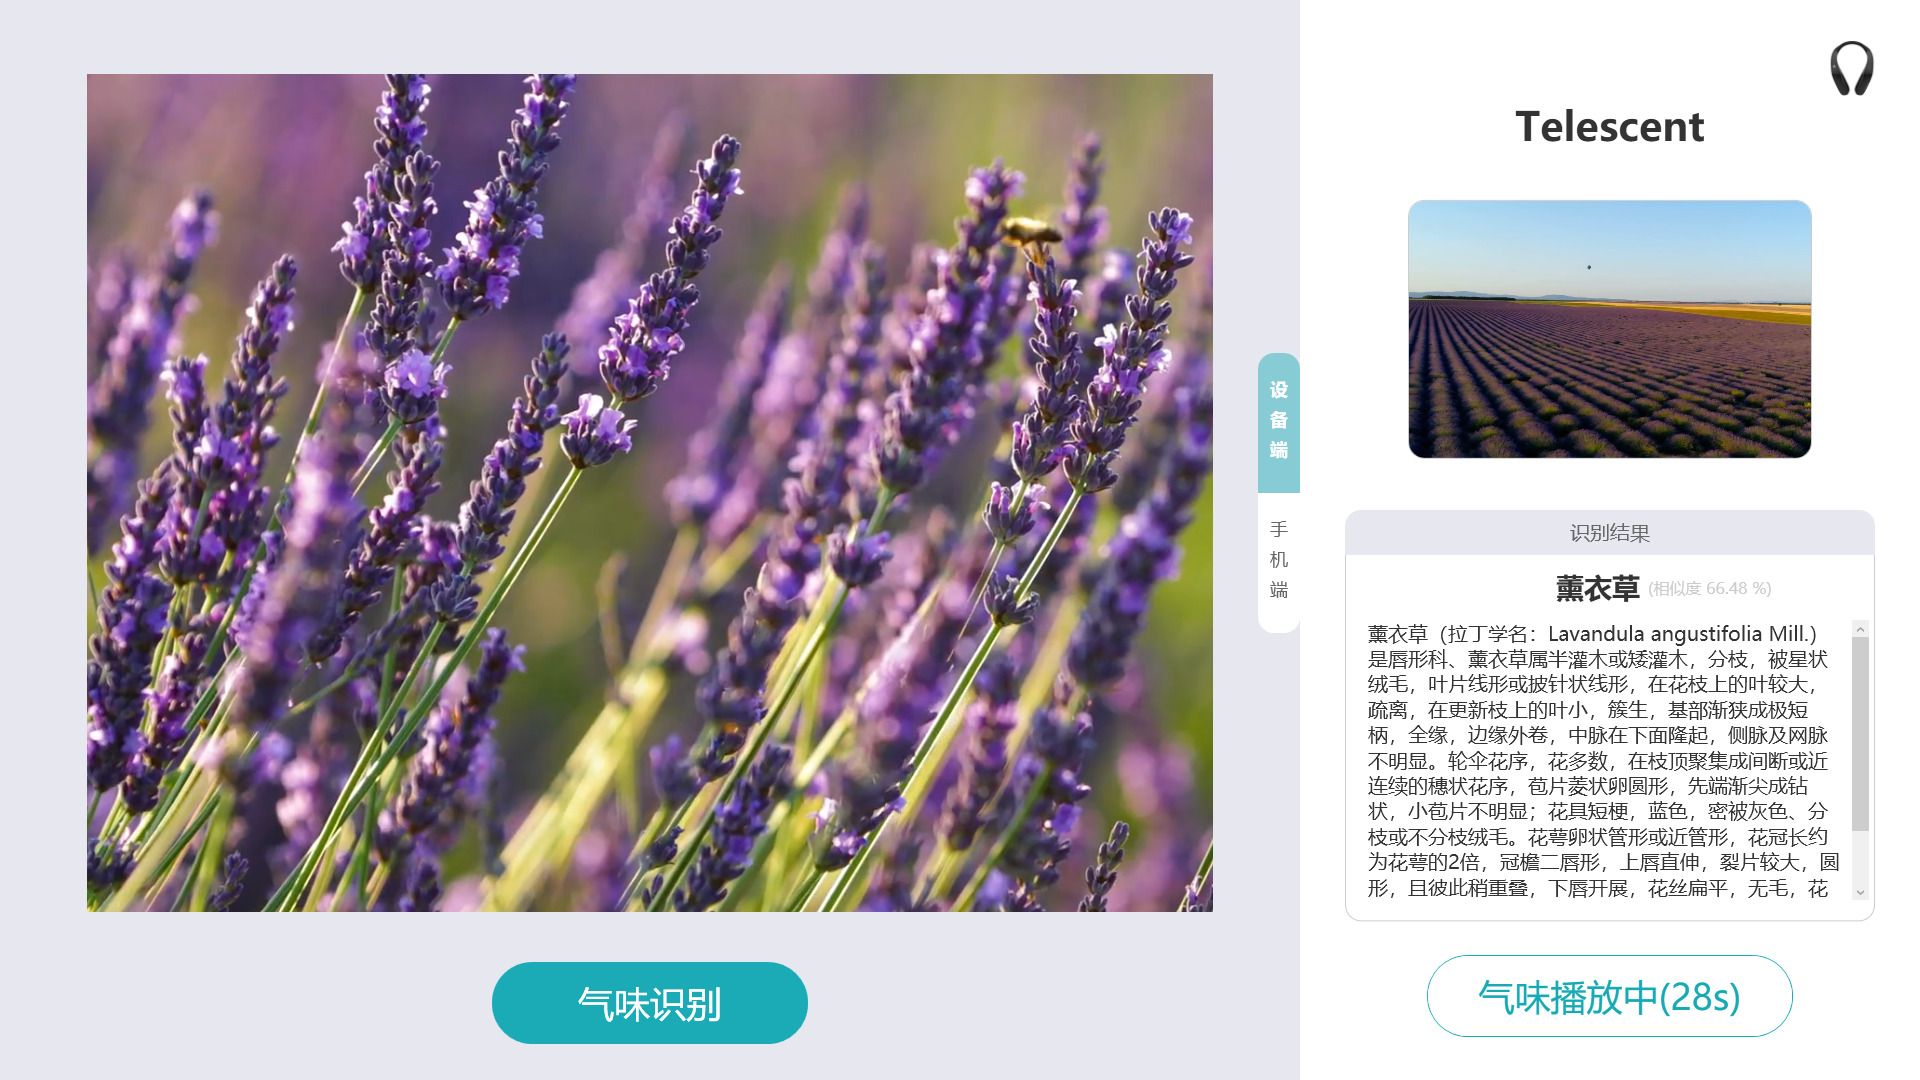 Telescent
设备端
手机端
识别结果
薰衣草 (相似度 66.48 %)
薰衣草（拉丁学名：Lavandula angustifolia Mill.）
是唇形科、薰衣草属半灌木或矮灌木，分枝，被星状
绒毛，叶片线形或披针状线形，在花枝上的叶较大，
疏离，在更新枝上的叶小，簇生，基部渐狭成极短
柄，全缘，边缘外卷，中脉在下面隆起，侧脉及网脉
不明显。轮伞花序，花多数，在枝顶聚集成间断或近
连续的穗状花序，苞片菱状卵圆形，先端渐尖成钻
状，小苞片不明显；花具短梗，蓝色，密被灰色、分
枝或不分枝绒毛。花萼卵状管形或近管形，花冠长约
为花萼的2倍，冠檐二唇形，上唇直伸，裂片较大，圆
形，且彼此稍重叠，下唇开展，花丝扁平，无毛，花
气味识别
气味播放中(28s)